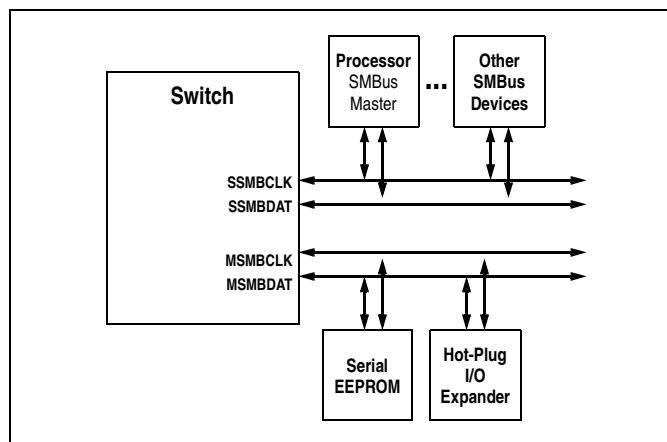 Switch
Processor
SMBus
Master
...
Other
SMBus
Devices
SSMBCLK
SSMBDAT
MSMBCLK
MSMBDAT
Serial
EEPROM
Hot-Plug
I/O
Expander